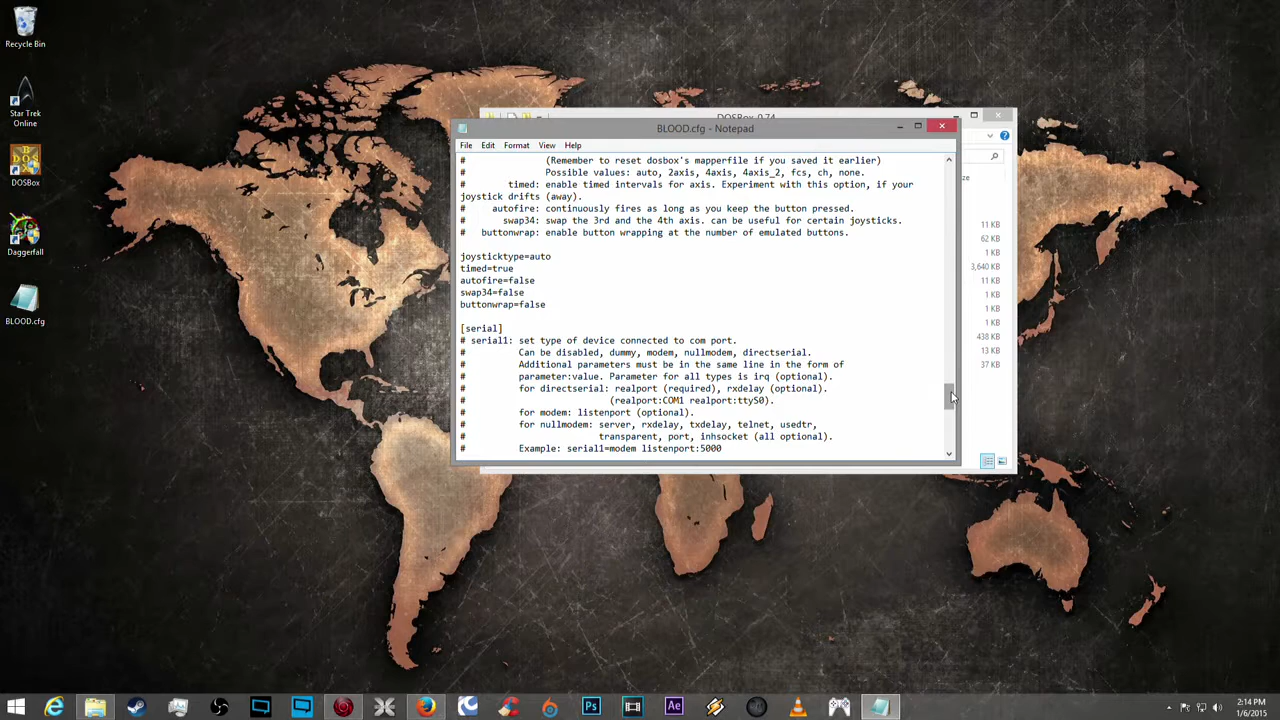 Recycle Bin
Star Trek
Online
DOSBox
Daggerfall
BLOOD.cfg
DOSBox-0.74
BLOOD.cfg - Notepad
File Edit Format View Help
# (Remember to reset dosbox's mapperfile if you saved it earlier)
# Possible values: auto, 2axis, 4axis, 4axis_2, fcs, ch, none.
# timed: enable timed intervals for axis. Experiment with this option, if your
joystick drifts (away).
# autofire: continuously fires as long as you keep the button pressed.
# swap34: swap the 3rd and the 4th axis. can be useful for certain joysticks.
# buttonwrap: enable button wrapping at the number of emulated buttons.
joysticktype=auto
timed=true
autofire=false
swap34=false
buttonwrap=false
[serial]
# serial1: set type of device connected to com port.
# Can be disabled, dummy, modem, nullmodem, directserial.
# Additional parameters must be in the same line in the form of
# parameter:value. Parameter for all types is irq (optional).
# for directserial: realport (required), rxdelay (optional).
# (realport:COM1 realport:ttyS0).
# for modem: listenport (optional).
# for nullmodem: server, rxdelay, txdelay, telnet, usedtr,
# transparent, port, inhsocket (all optional).
# Example: serial1=modem listenport:5000
ze
11 KB
62 KB
1 KB
3,640 KB
11 KB
1 KB
1 KB
1 KB
438 KB
13 KB
37 KB
Ps
Ae
2:14 PM
1/6/2015